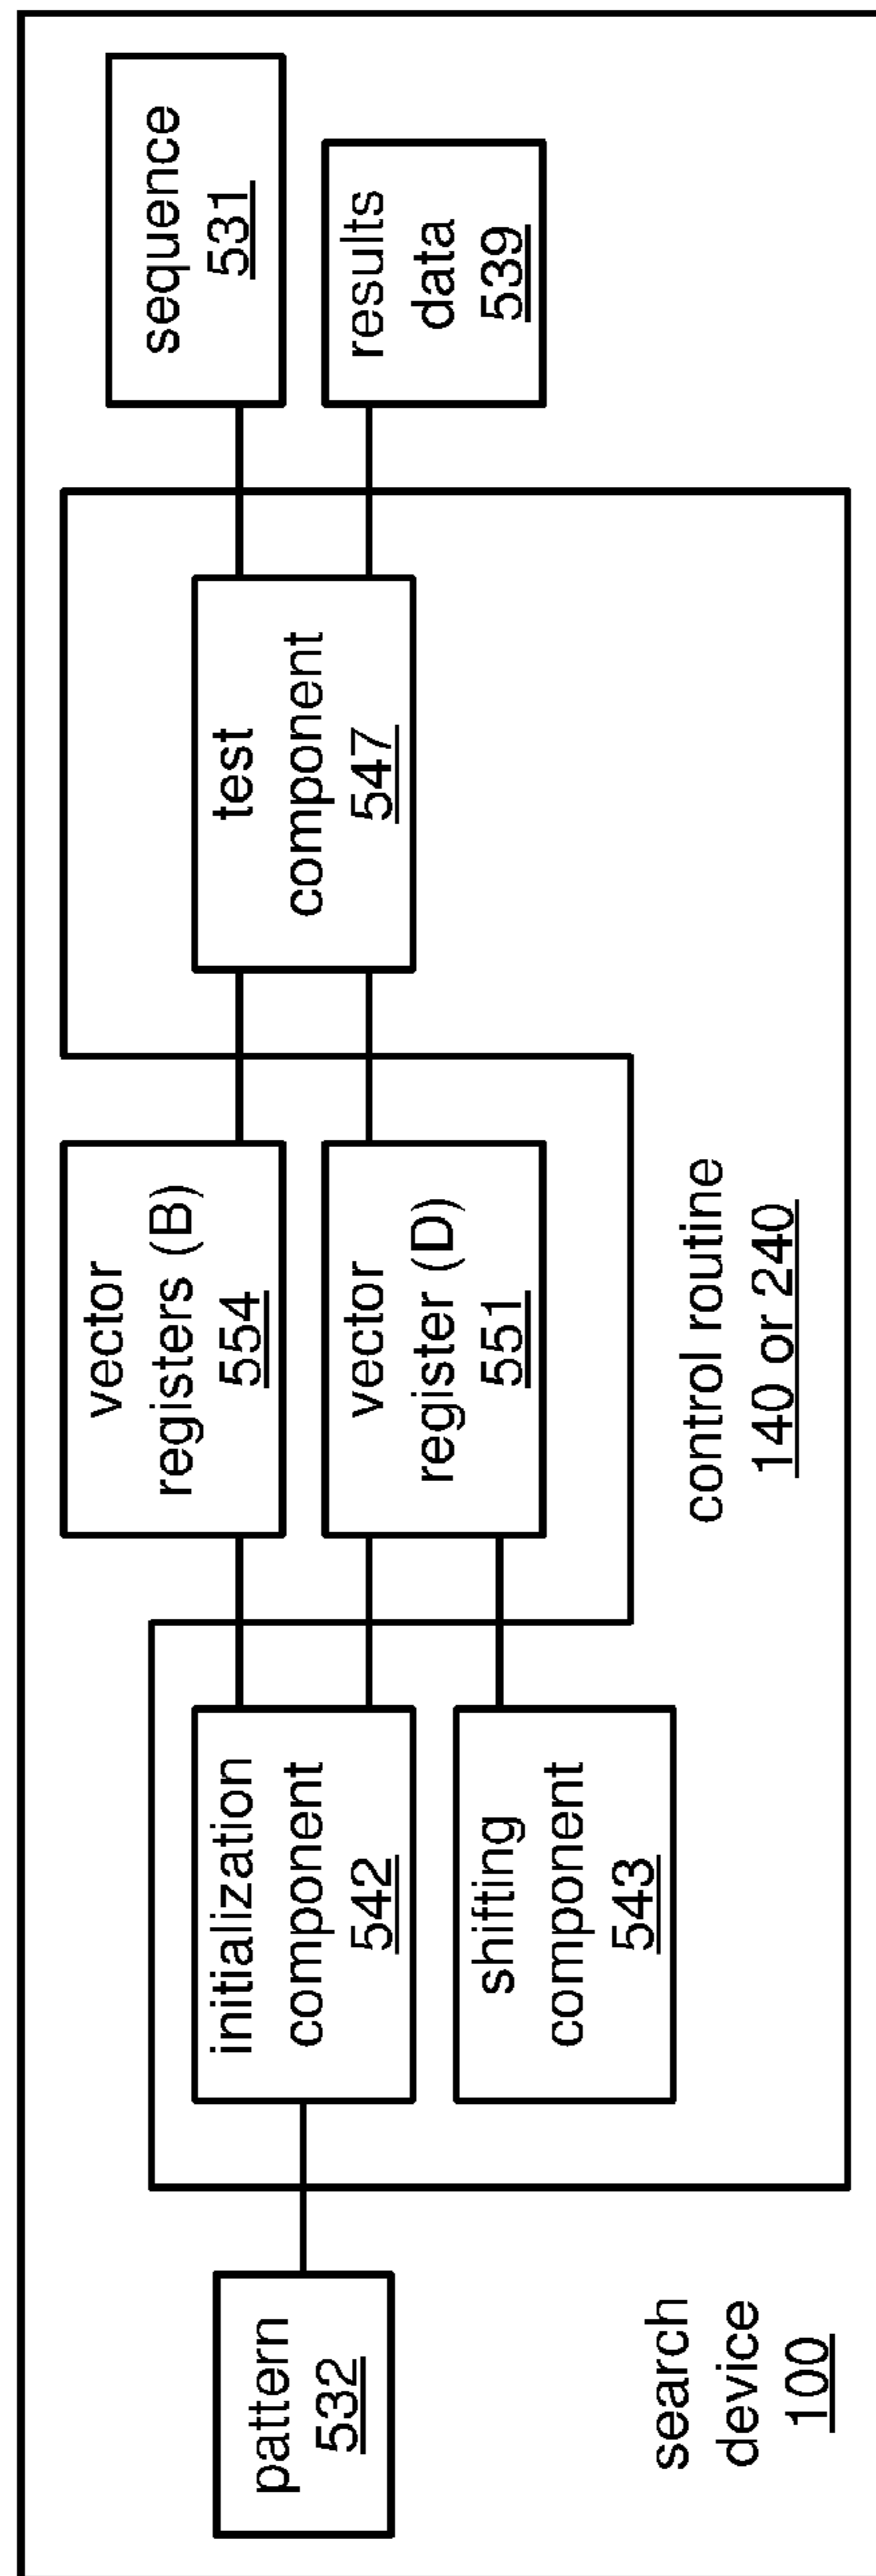 pattern
532
search
device
100
initialization
component
542
shifting
component
543
vector
registers (B)
554
vector
register (D)
551
control routine
140 or 240
test
component
547
sequence
531
results
data
539